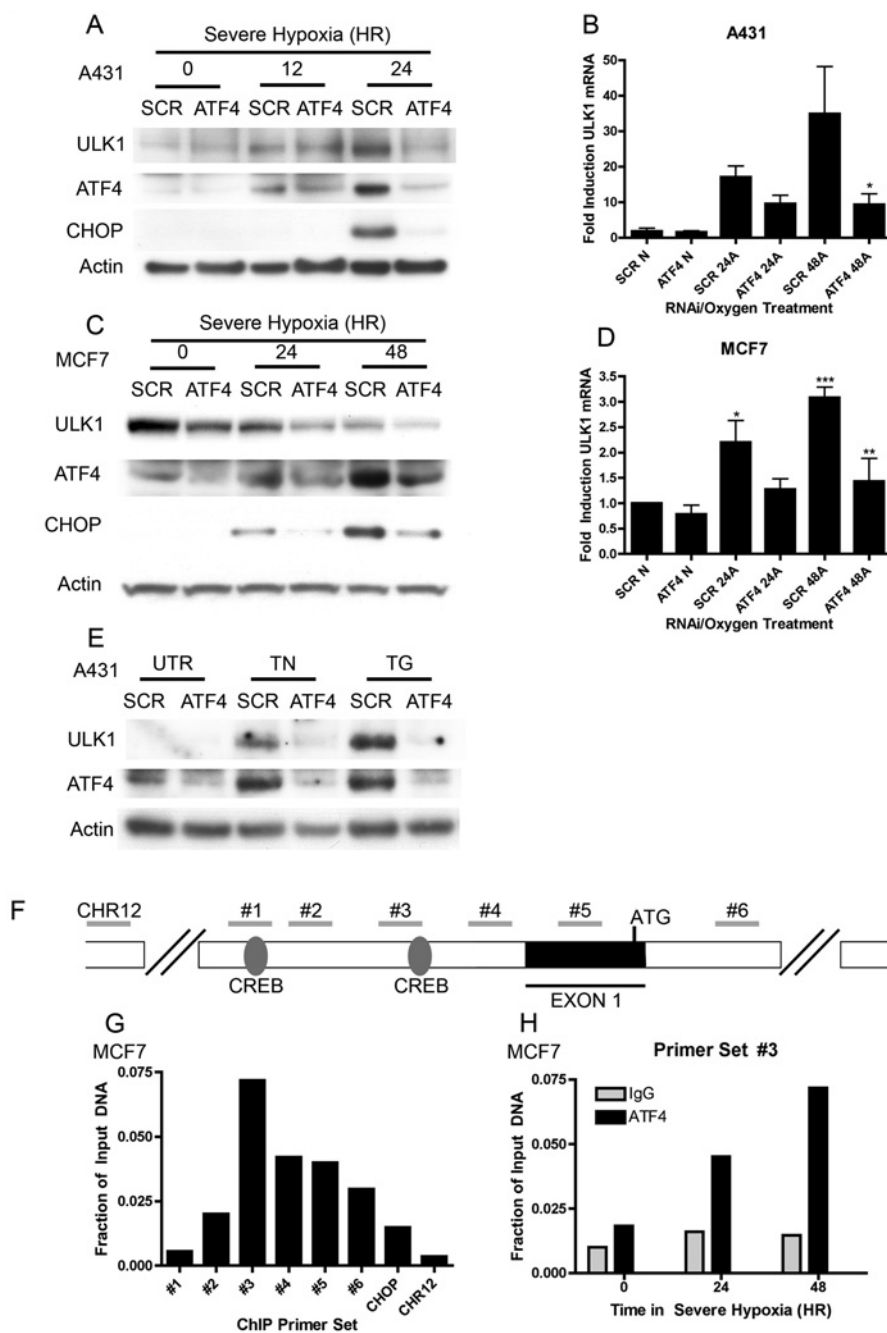 A
Severe Hypoxia (HR)
A431
0 12 24
SCR ATF4 SCR ATF4 SCR ATF4
ULK1
ATF4
CHOP
Actin
B
A431
Fold Induction ULK1 mRNA
50
40
30
20
10
0
*
SCR N
ATF4 N
SCR 24A
ATF4 24A
SCR 48A
ATF4 48A
RNAi/Oxygen Treatment
C
Severe Hypoxia (HR)
MCF7
0 24 48
SCR ATF4 SCR ATF4 SCR ATF4
ULK1
ATF4
CHOP
Actin
D
MCF7
Fold Induction ULK1 mRNA
3.5
3.0
2.5
2.0
1.5
1.0
0.5
0.0
*
***
**
SCR N
ATF4 N
SCR 24A
ATF4 24A
SCR 48A
ATF4 48A
RNAi/Oxygen Treatment
E
A431
UTR TN TG
SCR ATF4 SCR ATF4 SCR ATF4
ULK1
ATF4
Actin
F
CHR12 #1 #2 #3 #4 #5 ATG #6
CREB CREB EXON 1
G
MCF7
Fraction of Input DNA
0.075
0.050
0.025
0.000
#1
#2
#3
#4
#5
#6
CHOP
CHR12
ChIP Primer Set
H
MCF7
Primer Set #3
Fraction of Input DNA
0.075
0.050
0.025
0.000
IgG
ATF4
0 24 48
Time in Severe Hypoxia (HR)